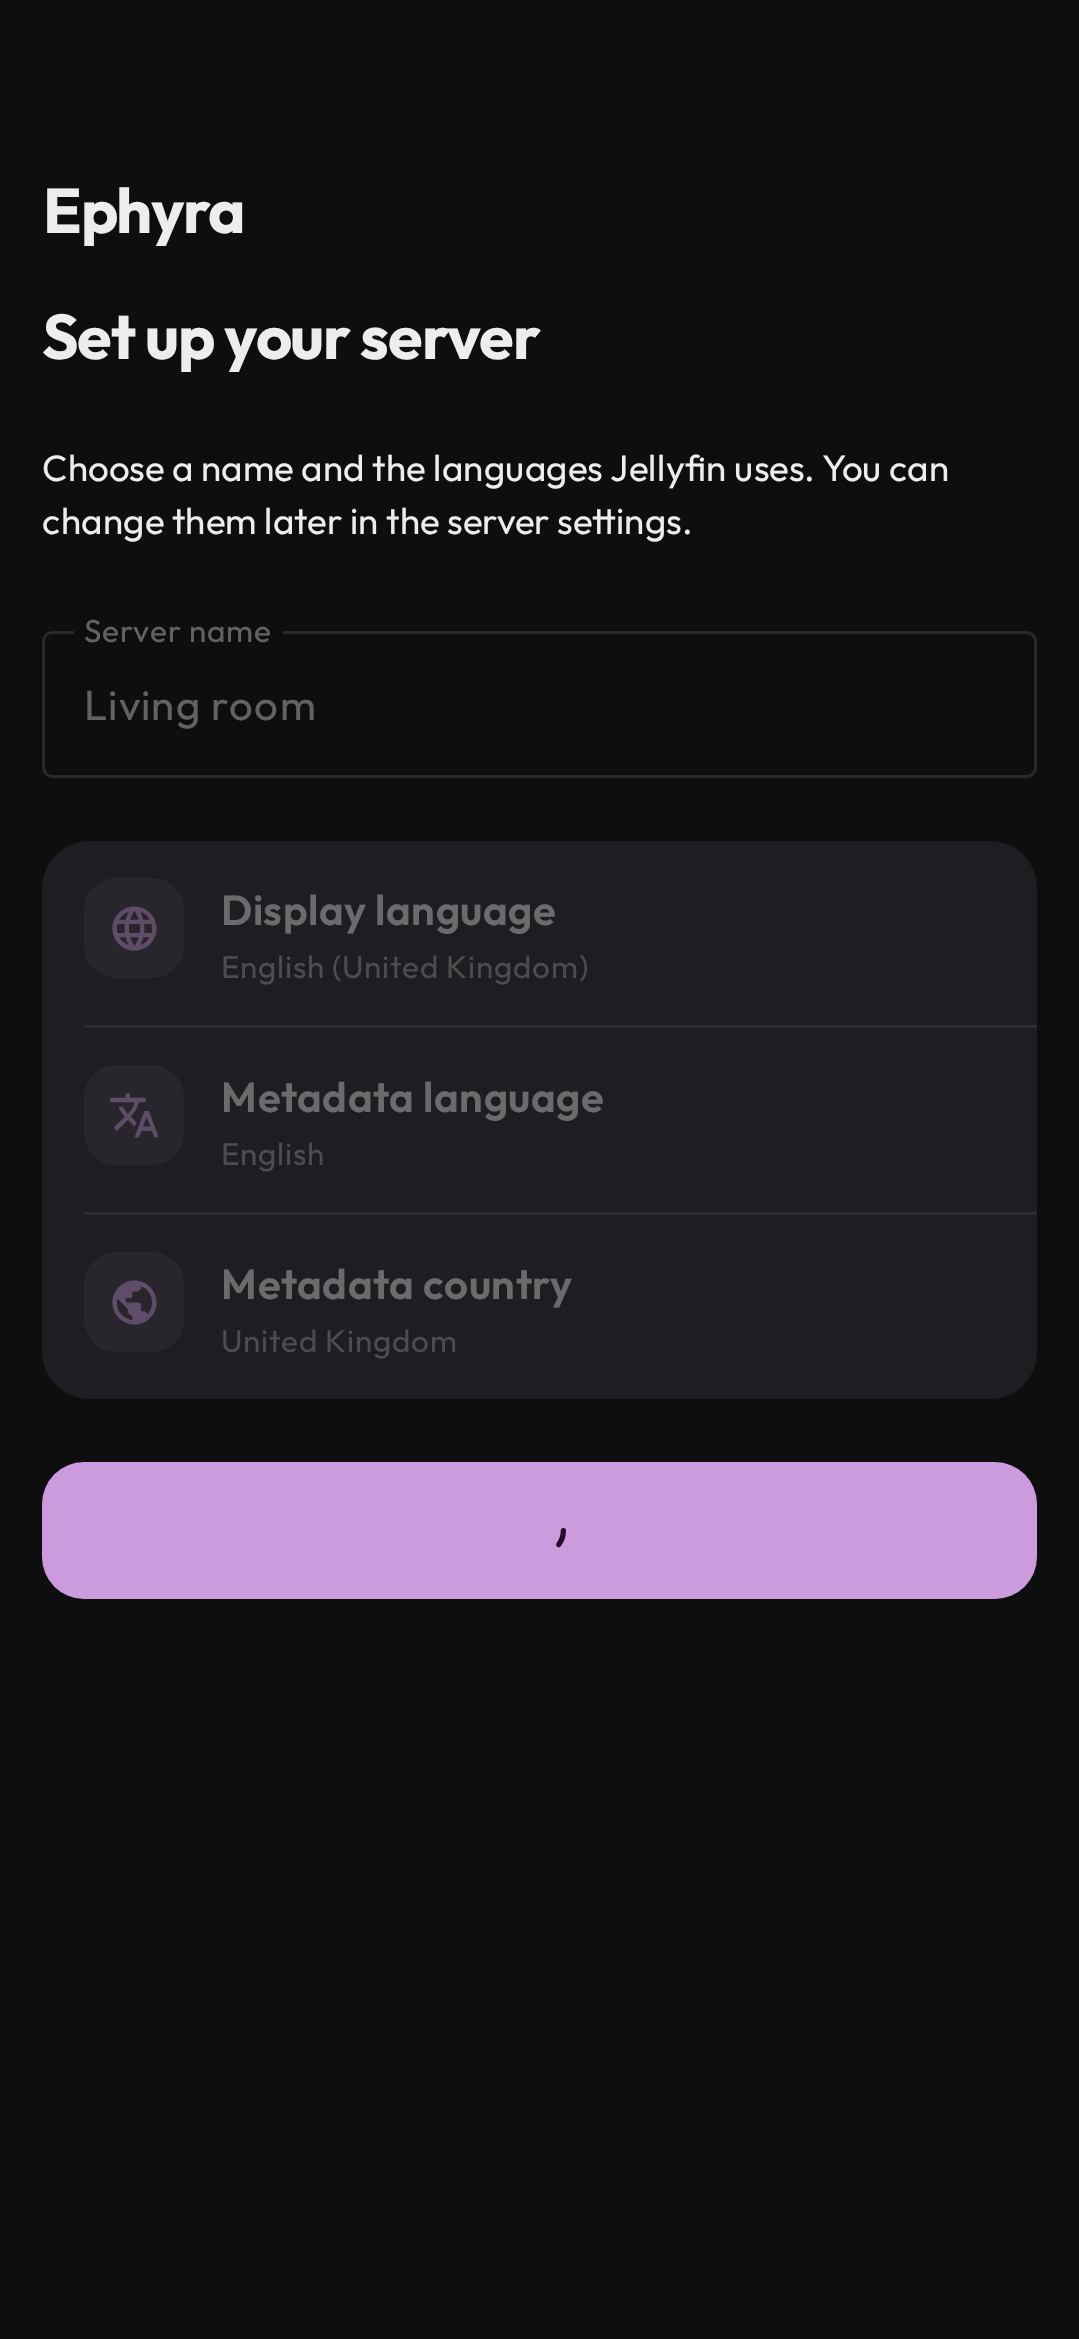 Ephyra
Set up your server
Choose a name and the languages Jellyfin uses. You can
change them later in the server settings.
Server name
Living room
Display language
English (United Kingdom)
Metadata language
English
Metadata country
United Kingdom